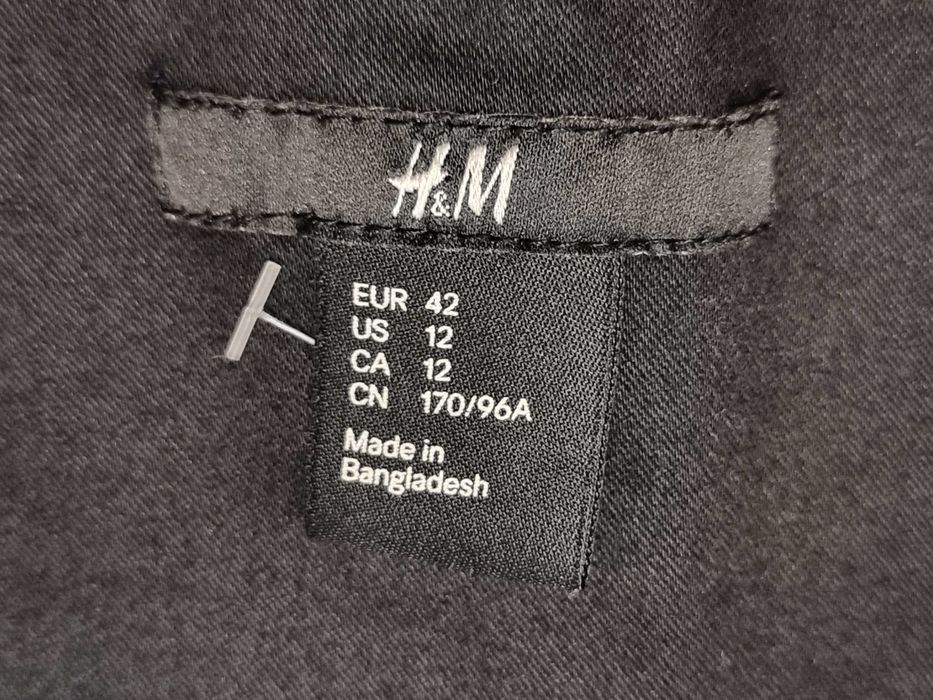 H&M
EUR 42
US 12
CA 12
CN 170/96A
Made in
Bangladesh